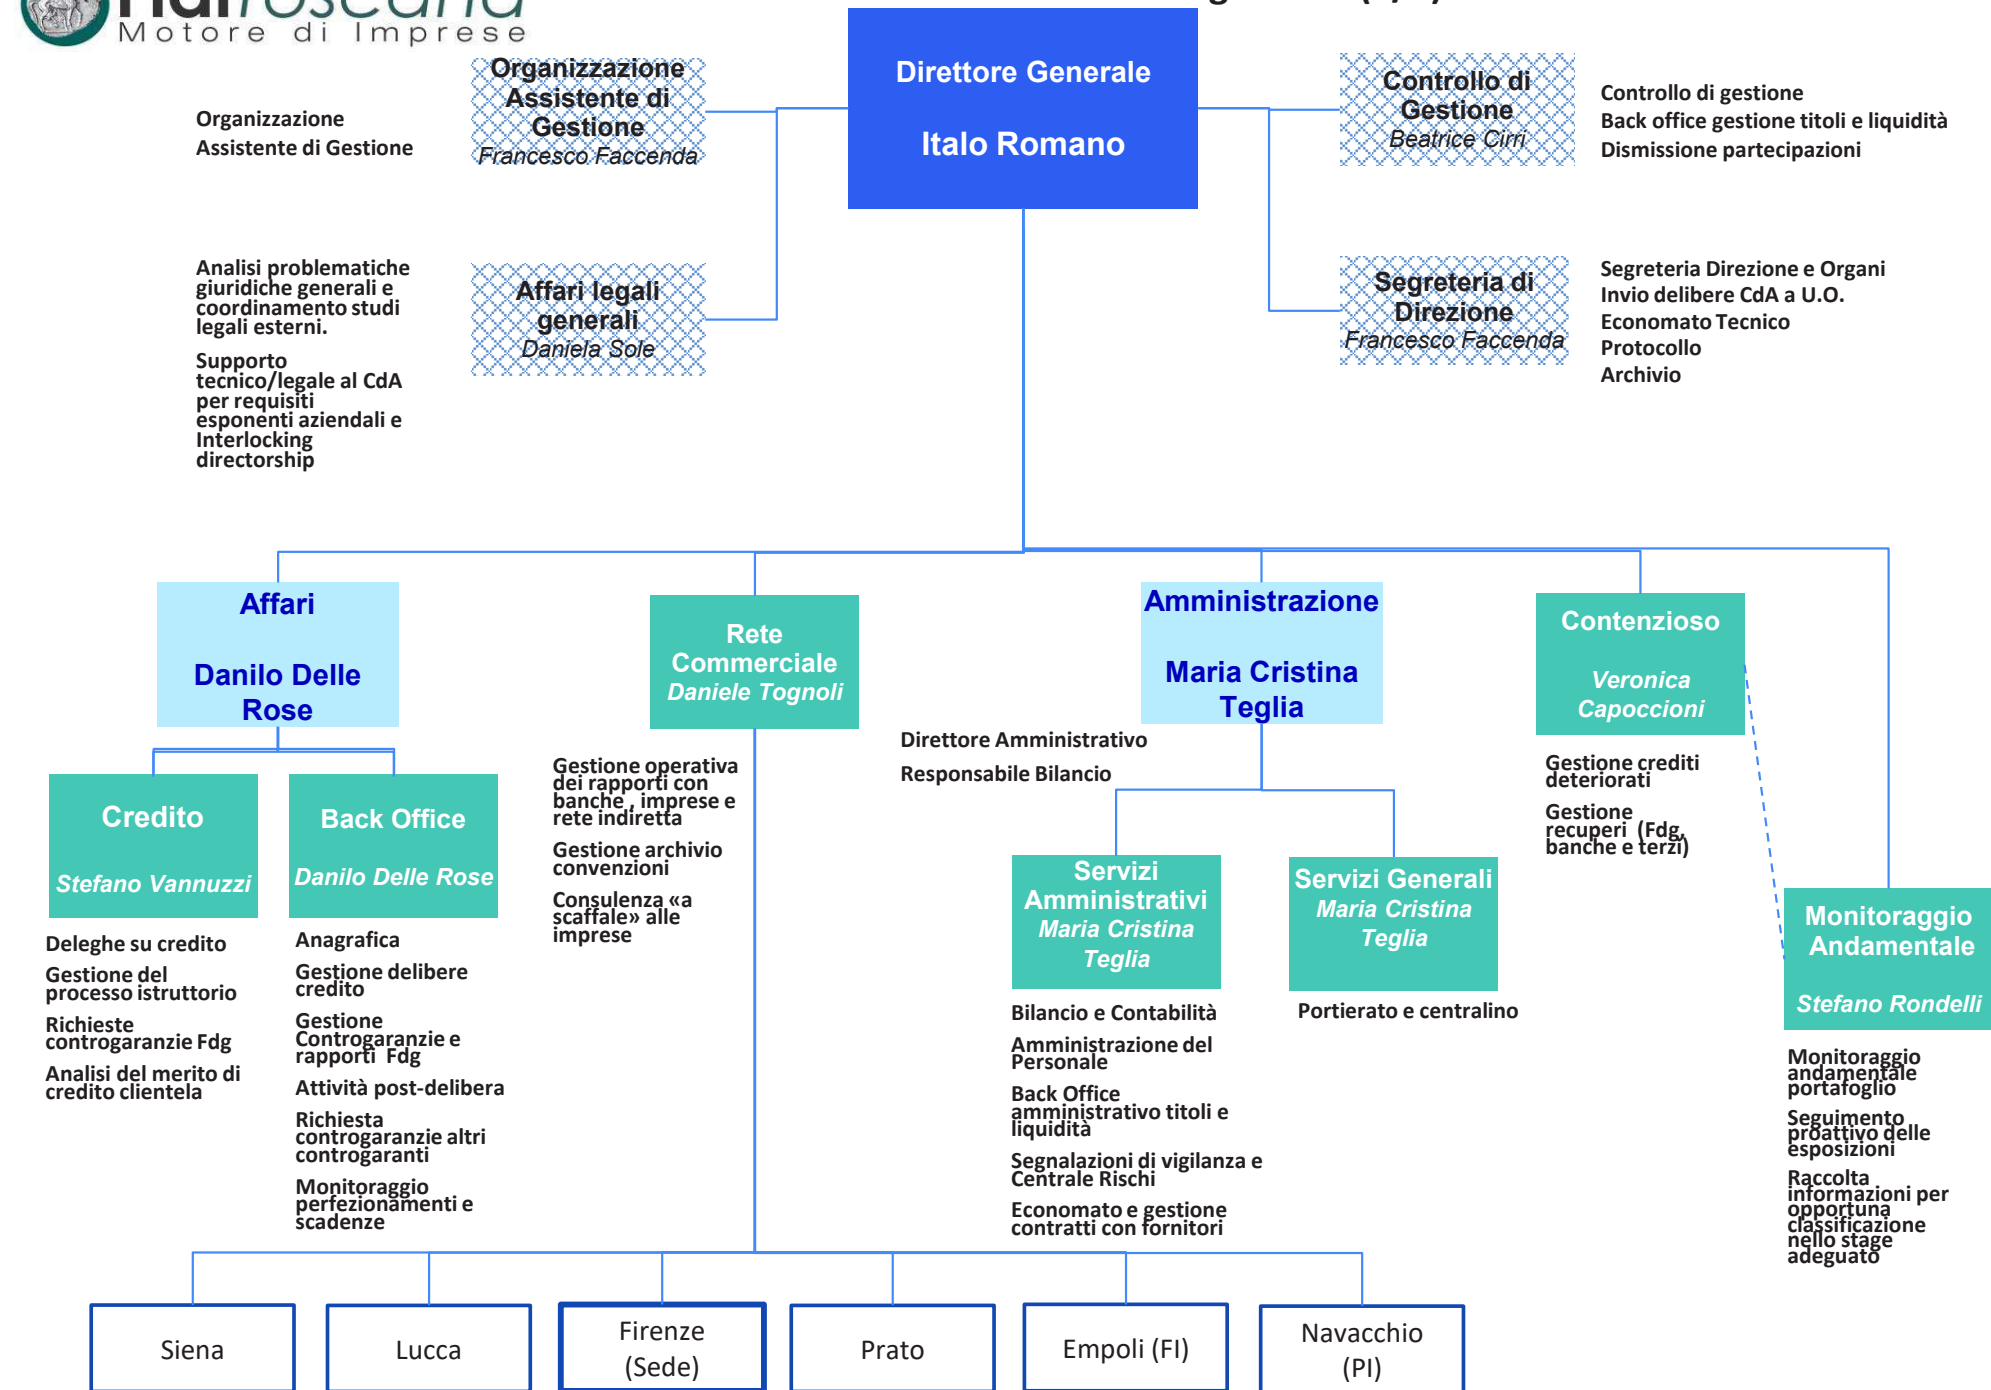 Motore di Imprese
Direttore Generale
Italo Romano
Organizzazione
Assistente di
Gestione
Francesco Faccenda
Organizzazione
Assistente di Gestione
Controllo di
Gestione
Beatrice Cirri
Controllo di gestione
Back office gestione titoli e liquidità
Dismissione partecipazioni
Analisi problematiche
giuridiche generali e
coordinamento studi
legali esterni.
Supporto
tecnico/legale al CdA
per requisiti
esponenti aziendali e
Interlocking
directorship
Affari legali
generali
Daniela Sole
Segreteria di
Direzione
Francesco Faccenda
Segreteria Direzione e Organi
Invio delibere CdA a U.O.
Economato Tecnico
Protocollo
Archivio
Affari
Danilo Delle
Rose
Rete
Commerciale
Daniele Tognoli
Amministrazione
Maria Cristina
Teglia
Contenzioso
Veronica
Capoccioni
Direttore Amministrativo
Responsabile Bilancio
Gestione operativa
dei rapporti con
banche , imprese e
rete indiretta
Gestione archivio
convenzioni
Consulenza «a
scaffale» alle
imprese
Gestione crediti
deteriorati
Gestione
recuperi (Fdg,
banche e terzi)
Credito
Stefano Vannuzzi
Back Office
Danilo Delle Rose
Servizi
Amministrativi
Maria Cristina
Teglia
Servizi Generali
Maria Cristina
Teglia
Monitoraggio
Andamentale
Stefano Rondelli
Deleghe su credito
Gestione del
processo istruttorio
Richieste
controgaranzie Fdg
Analisi del merito di
credito clientela
Anagrafica
Gestione delibere
credito
Gestione
Controgaranzie e
rapporti Fdg
Attività post-delibera
Richiesta
controgaranzie altri
controgaranti
Monitoraggio
perfezionamenti e
scadenze
Bilancio e Contabilità
Amministrazione del
Personale
Back Office
amministrativo titoli e
liquidità
Segnalazioni di vigilanza e
Centrale Rischi
Economato e gestione
contratti con fornitori
Portierato e centralino
Monitoraggio
andamentale
portafoglio
Seguimento
proattivo delle
esposizioni
Raccolta
informazioni per
opportuna
classificazione
nello stage
adeguato
Siena
Lucca
Firenze
(Sede)
Prato
Empoli (FI)
Navacchio
(PI)